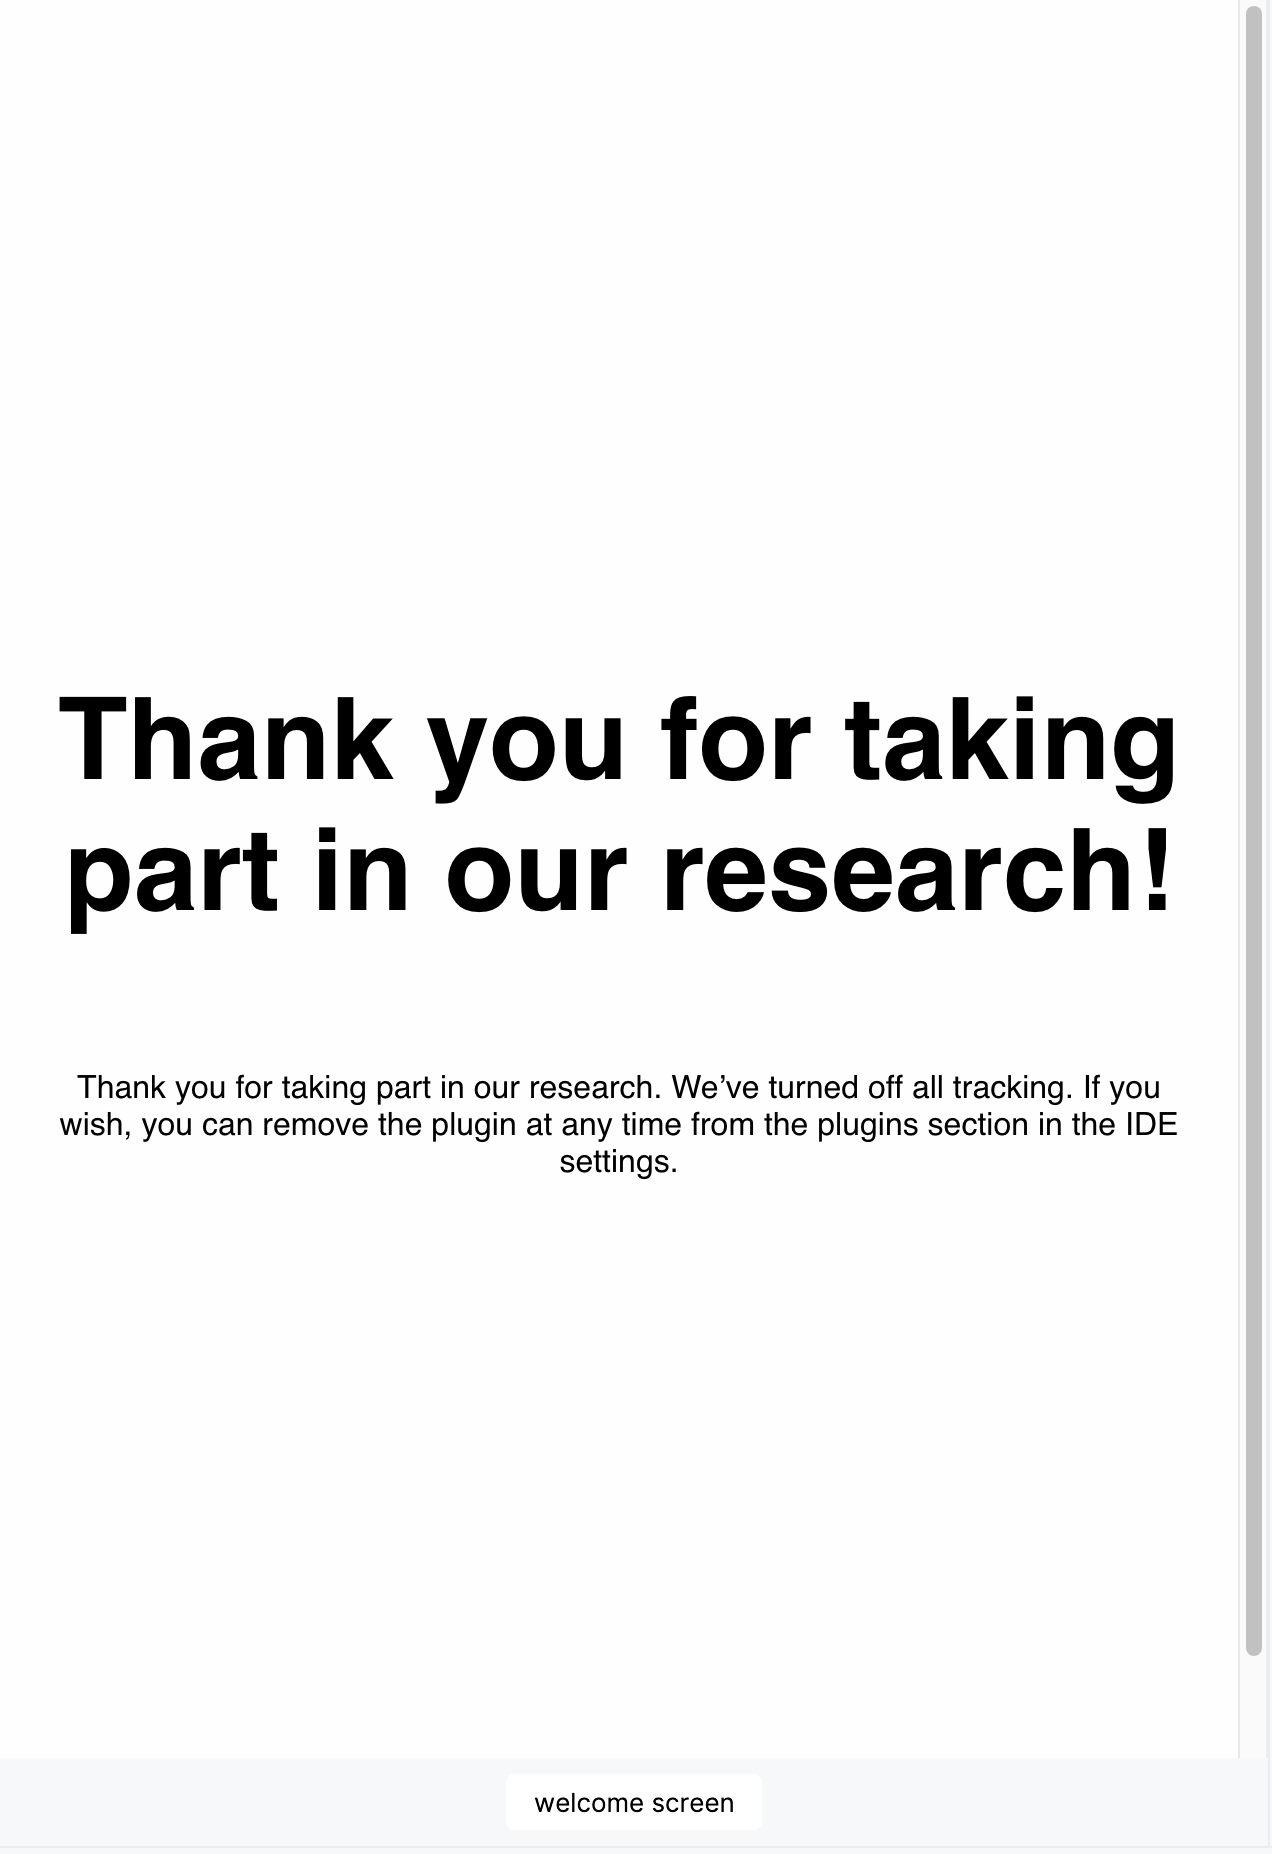 Thank you for taking
part in our research!
Thank you for taking part in our research. We’ve turned off all tracking. If you
wish, you can remove the plugin at any time from the plugins section in the IDE
settings.
welcome screen